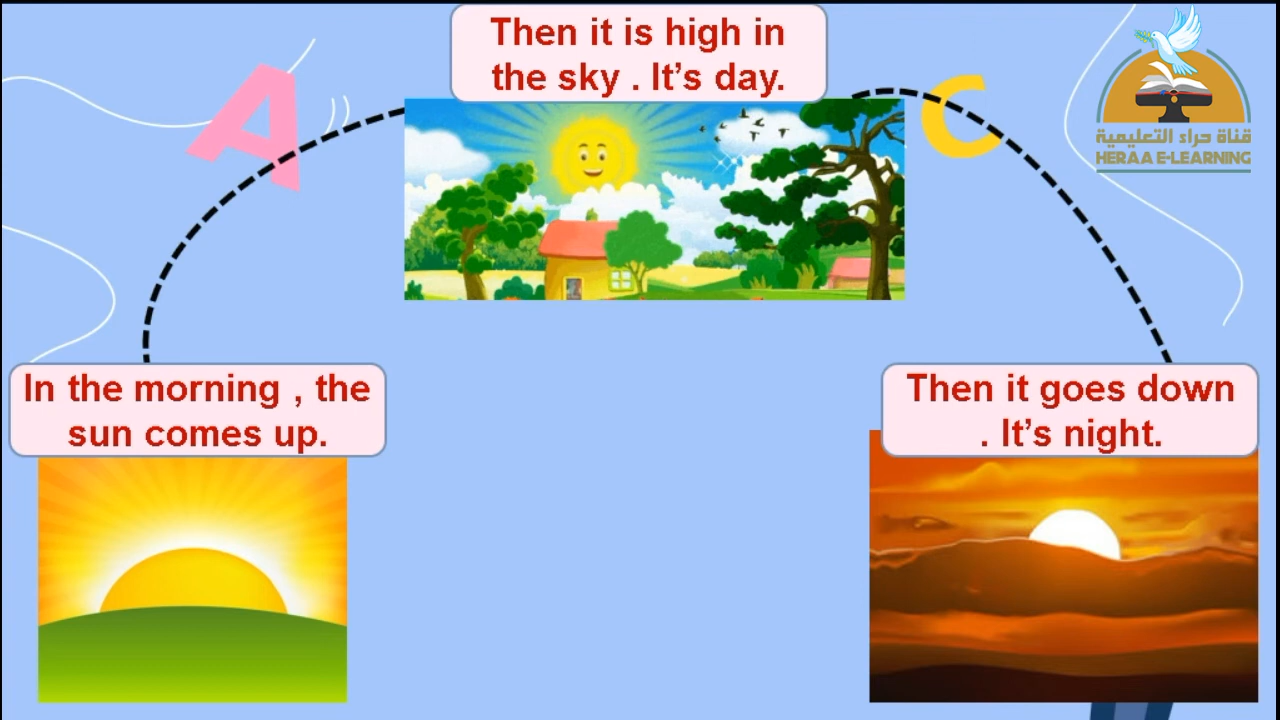 Then it is high in
the sky . It's day.
A
C
قناة حراء التعليمية
HERAA E-LEARNING
In the morning , the
sun comes up.
Then it goes down
. It's night.